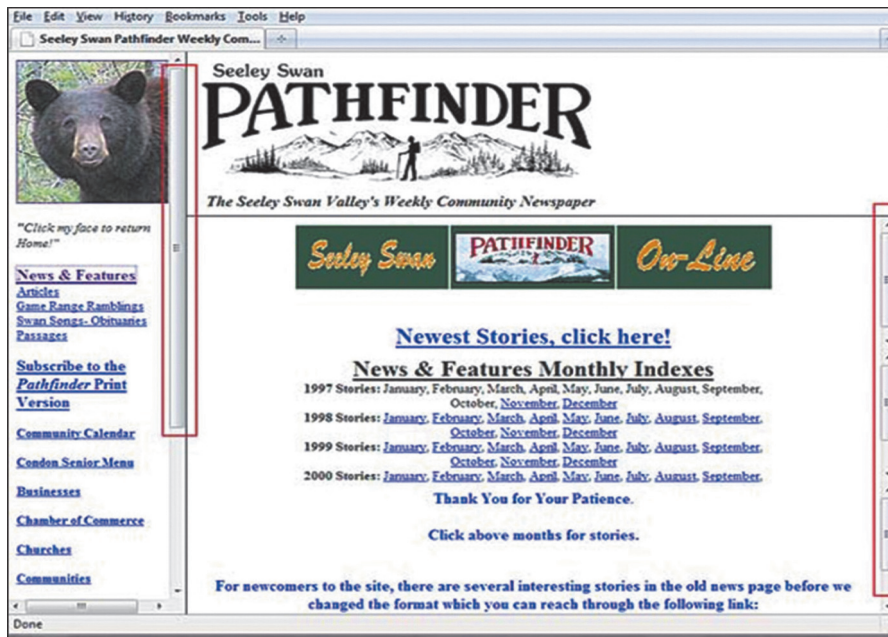 File Edit View History Bookmarks Tools Help
Seeley Swan Pathfinder Weekly Com...
Seeley Swan
PATHFINDER
The Seeley Swan Valley's Weekly Community Newspaper
"Click my face to return
Home!"
News & Features
Articles
Game Range Ramblings
Swan Songs- Obituaries
Passages
Subscribe to the
Pathfinder Print
Version
Community Calendar
Condon Senior Menu
Businesses
Chamber of Commerce
Churches
Communities
Seeley Swan PATHFINDER On-Line
Newest Stories, click here!
News & Features Monthly Indexes
1997 Stories: January, February, March, April, May, June, July, August, September,
October, November, December
1998 Stories: January, February, March, April, May, June, July, August, September,
October, November, December
1999 Stories: January, February, March, April, May, June, July, August, September,
October, November, December
2000 Stories: January, February, March, April, May, June, July, August, September,
Thank You for Your Patience.
Click above months for stories.
For newcomers to the site, there are several interesting stories in the old news page before we
changed the format which you can reach through the following link:
Done